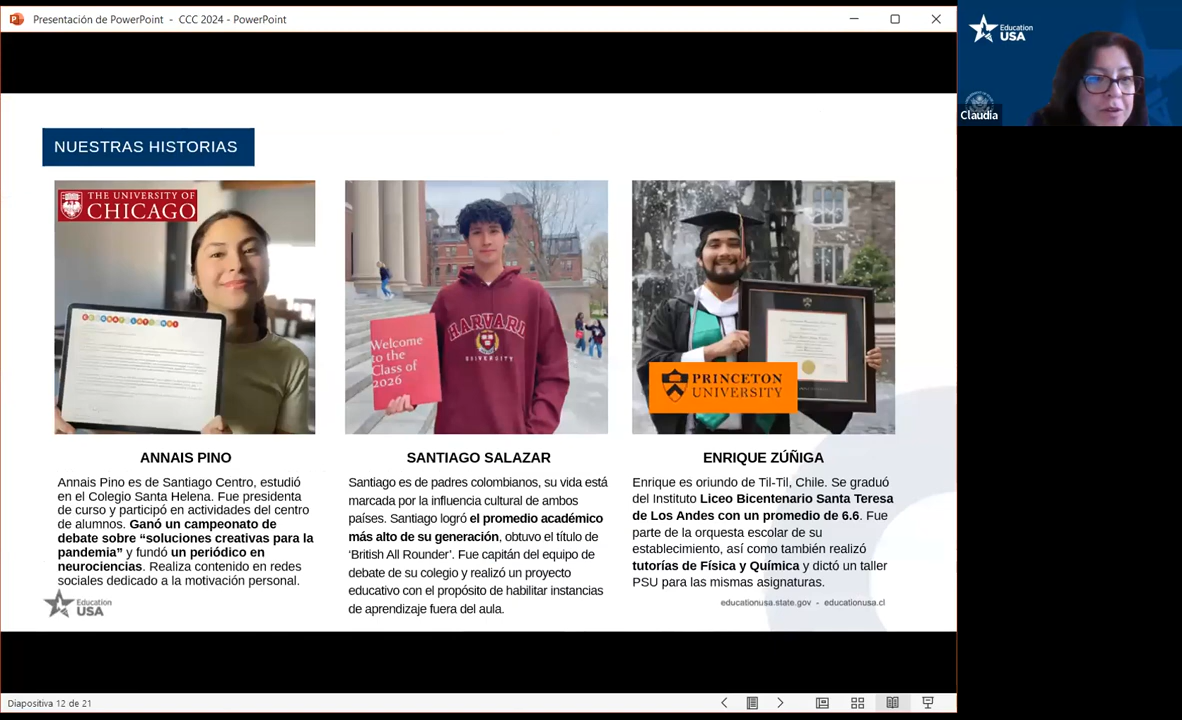 Presentación de PowerPoint - CCC 2024 - PowerPoint
Education
USA
Claudia
NUESTRAS HISTORIAS
THE UNIVERSITY OF
CHICAGO
HARVARD
UNIVERSITY
Welcome
to the
Class of
2026
PRINCETON
UNIVERSITY
ANNAIS PINO
Annais Pino es de Santiago Centro, estudió
en el Colegio Santa Helena. Fue presidenta
de curso y participó en actividades del centro
de alumnos. Ganó un campeonato de
debate sobre “soluciones creativas para la
pandemia” y fundó un periódico en
neurociencias. Realiza contenido en redes
sociales dedicado a la motivación personal.
SANTIAGO SALAZAR
Santiago es de padres colombianos, su vida está
marcada por la influencia cultural de ambos
países. Santiago logró el promedio académico
más alto de su generación, obtuvo el título de
‘British All Rounder’. Fue capitán del equipo de
debate de su colegio y realizó un proyecto
educativo con el propósito de habilitar instancias
de aprendizaje fuera del aula.
ENRIQUE ZÚÑIGA
Enrique es oriundo de Til-Til, Chile. Se graduó
del Instituto Liceo Bicentenario Santa Teresa
de Los Andes con un promedio de 6.6. Fue
parte de la orquesta escolar de su
establecimiento, así como también realizó
tutorías de Física y Química y dictó un taller
PSU para las mismas asignaturas.
Education
USA
educationusa.state.gov - educationusa.cl
Diapositiva 12 de 21